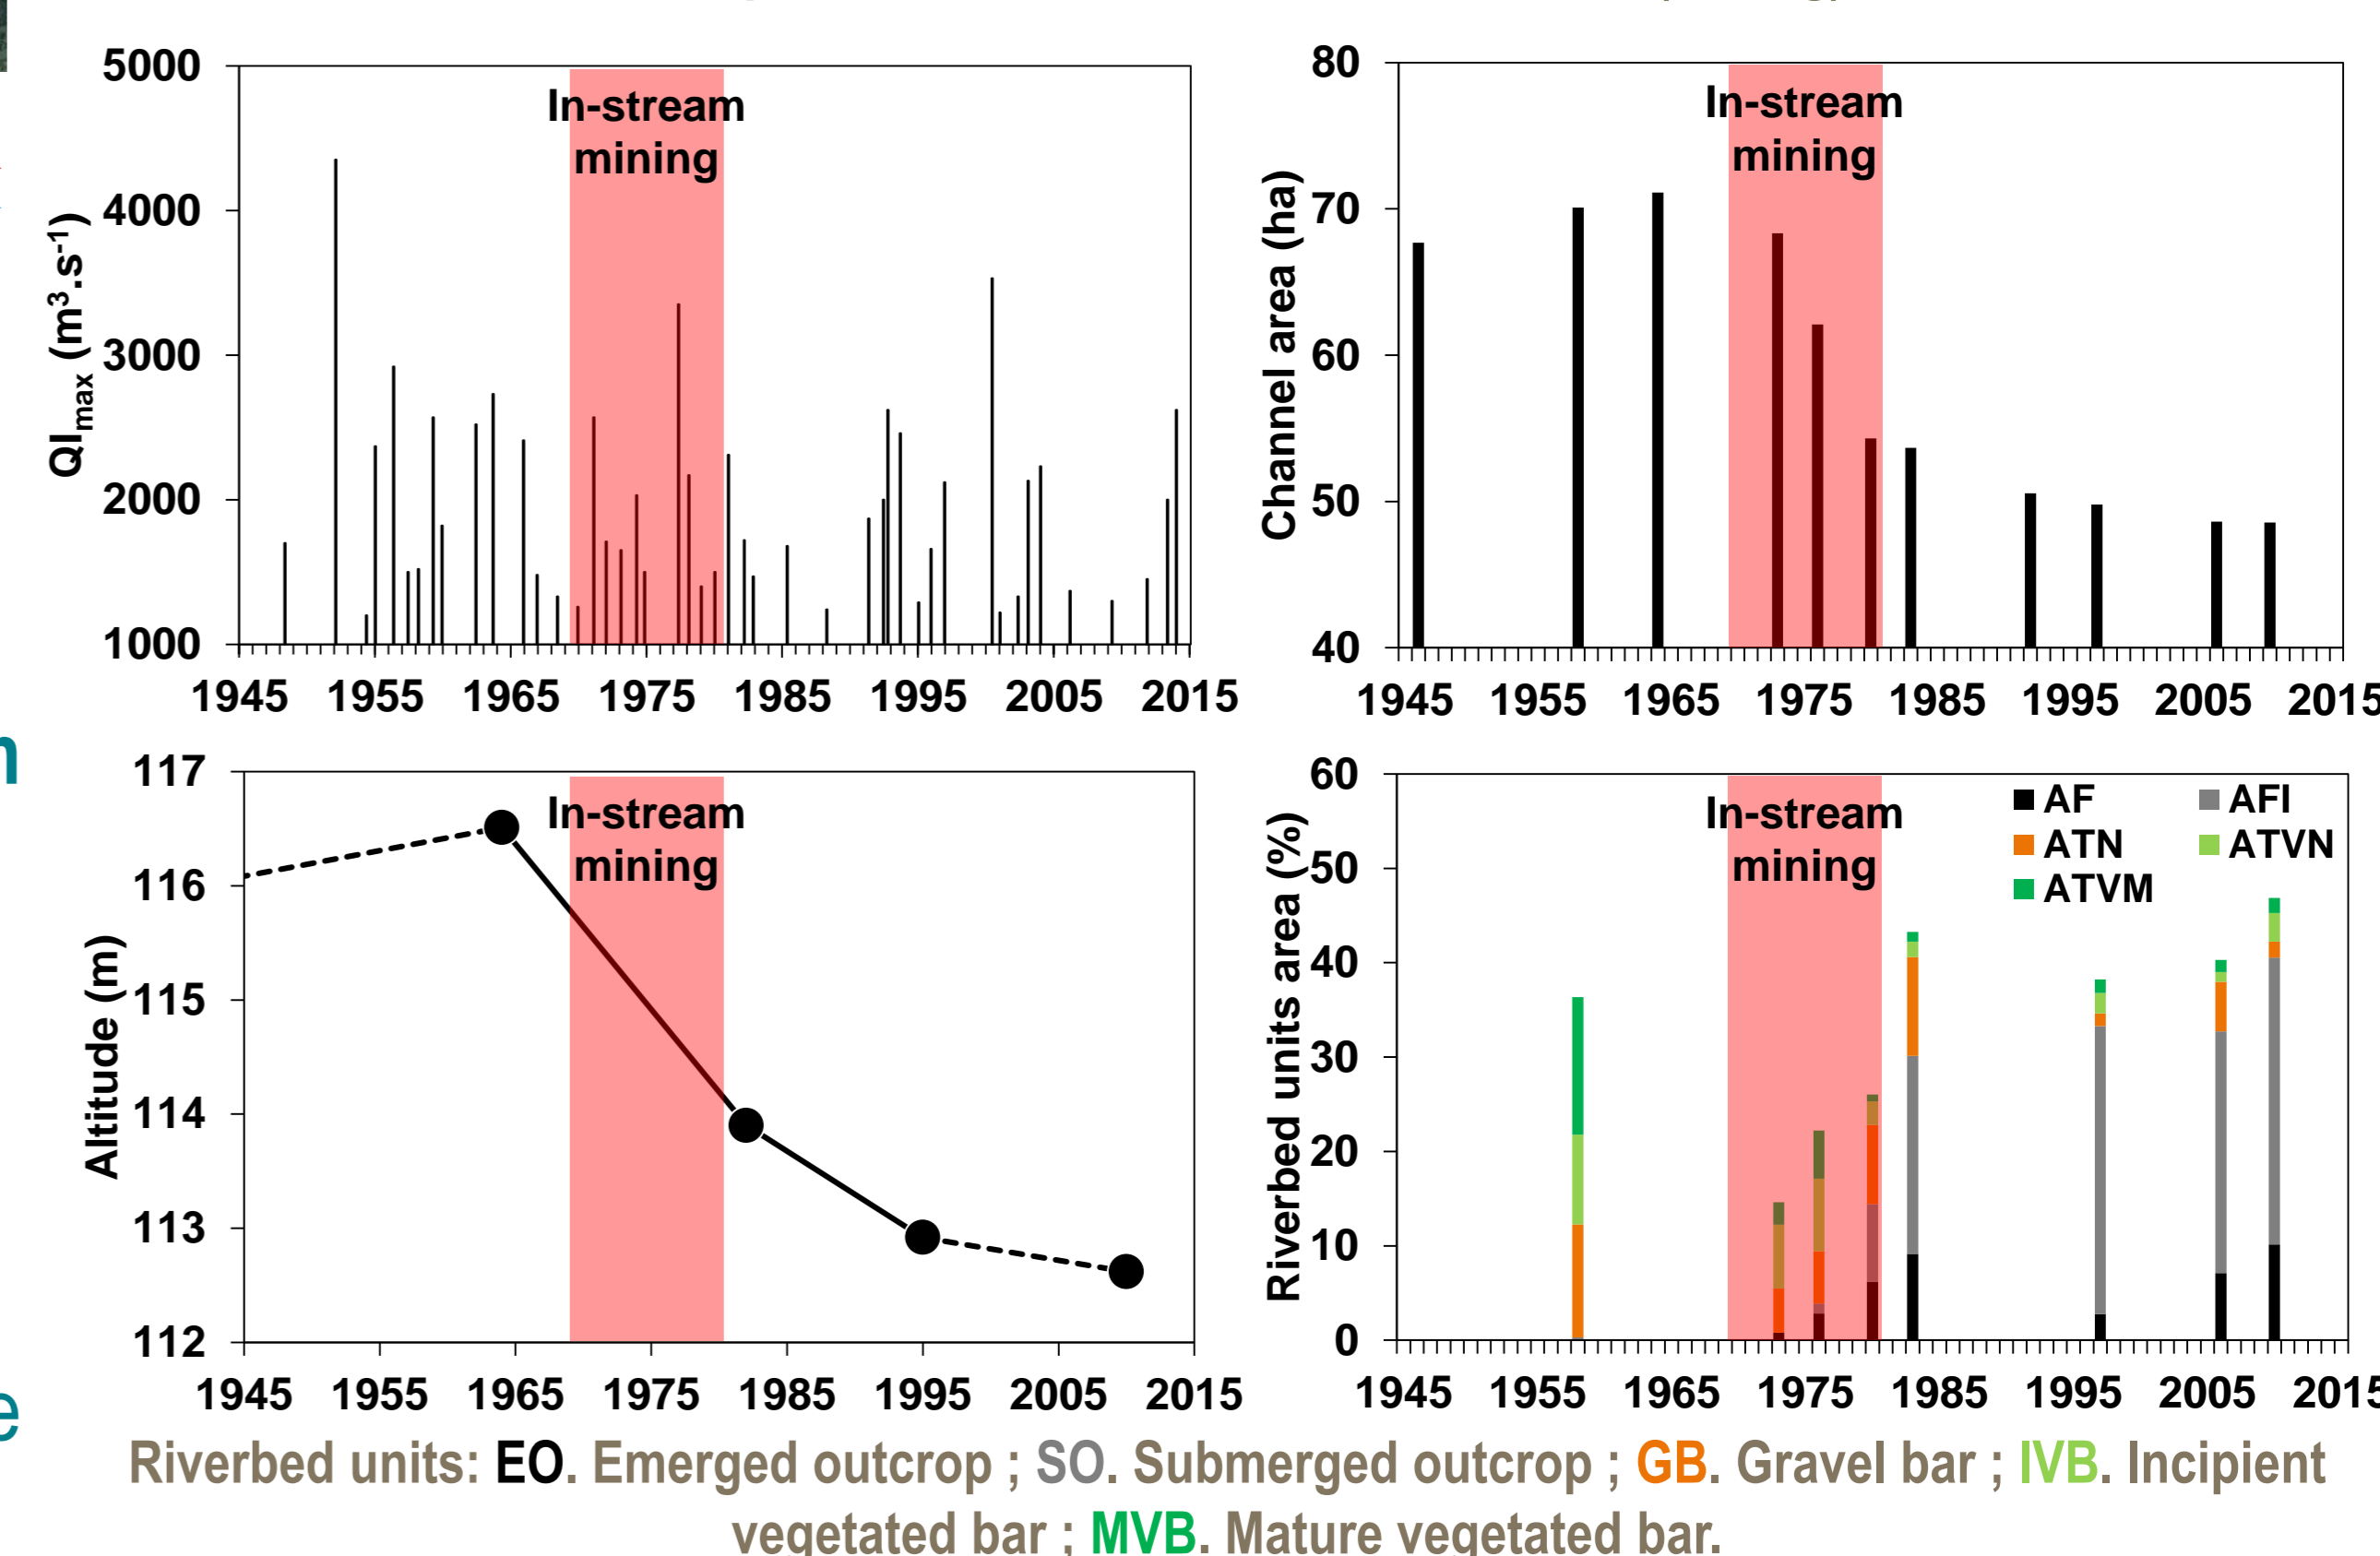 5000
4000
3000
2000
1000
QI max (m³.s⁻¹)
In-stream
mining
1945 1955 1965 1975 1985 1995 2005 2015
80
70
60
50
40
Channel area (ha)
In-stream
mining
1945 1955 1965 1975 1985 1995 2005 2015
117
116
115
114
113
112
Altitude (m)
In-stream
mining
1945 1955 1965 1975 1985 1995 2005 2015
60
50
40
30
20
10
0
Riverbed units area (%)
In-stream
mining
AF AFI
ATN ATVN
ATVM
1945 1955 1965 1975 1985 1995 2005 2015
Riverbed units: EO. Emerged outcrop ; SO. Submerged outcrop ; GB. Gravel bar ; IVB. Incipient
vegetated bar ; MVB. Mature vegetated bar.